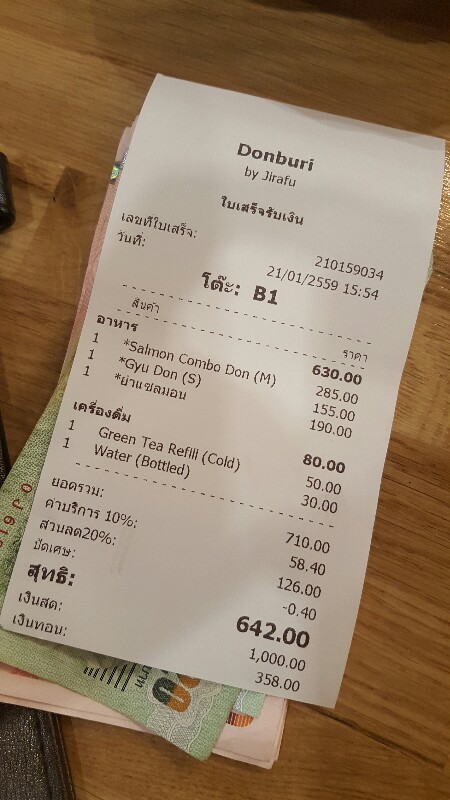 Donburi
by Jirafu
ใบเสร็จรับเงิน
เลขที่ใบเสร็จ: 210159034
วันที่: 21/01/2559 15:54
โต๊ะ: B1
สินค้า ราคา
อาหาร 630.00
1 *Salmon Combo Don (M) 285.00
1 *Gyu Don (S) 155.00
1 *ยำแซลมอน 190.00
เครื่องดื่ม 80.00
1 Green Tea Refill (Cold) 50.00
1 Water (Bottled) 30.00
ยอดรวม: 710.00
ค่าบริการ 10%: 58.40
ส่วนลด20%: 126.00
ปัดเศษ: -0.40
สุทธิ: 642.00
เงินสด: 1,000.00
เงินทอน: 358.00